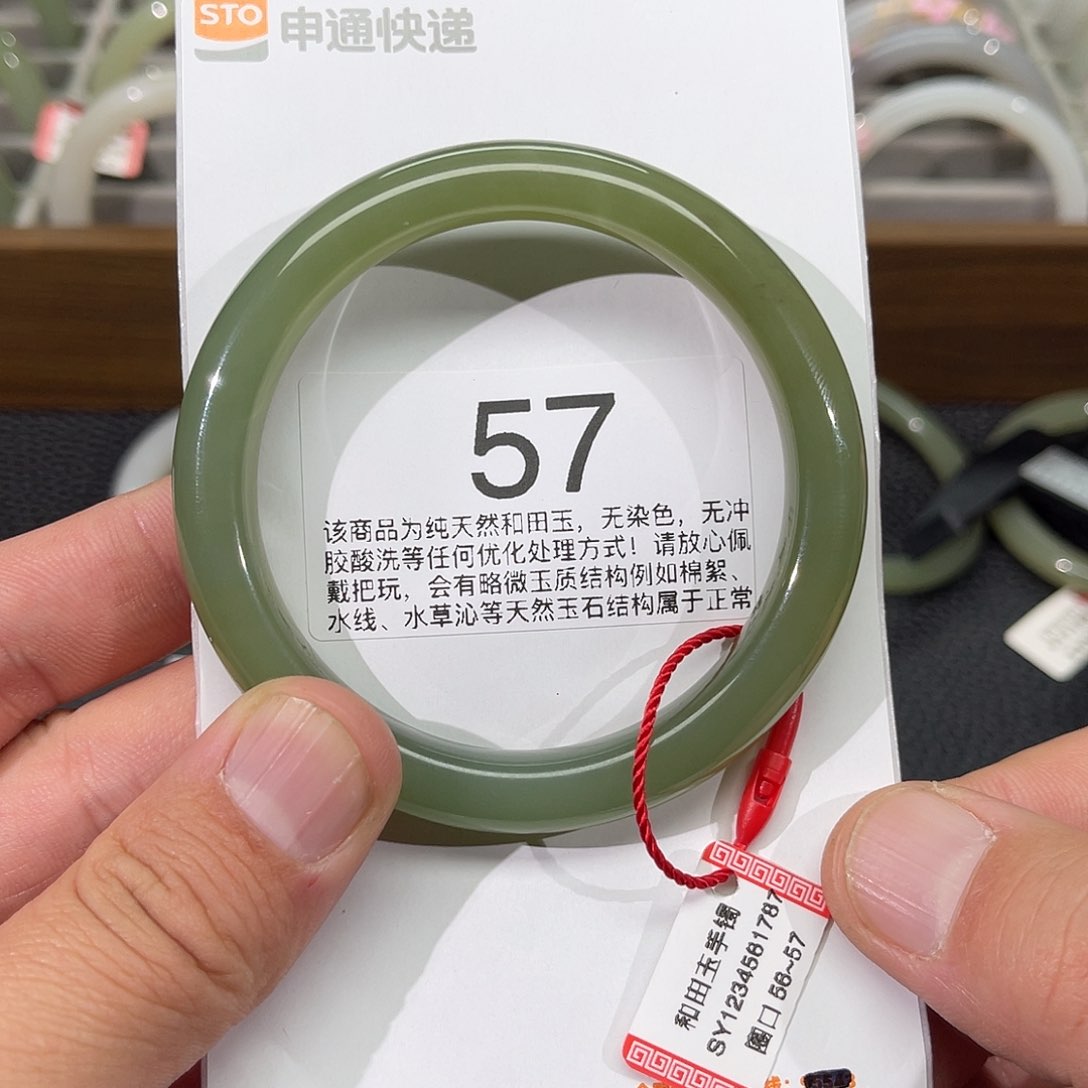 STO 申通快递
57
该商品为纯天然和田玉，无染色，无冲
胶酸洗等任何优化处理方式！请放心佩
戴把玩，会有略微玉质结构例如棉絮、
水线、水草沁等天然玉石结构属于正常
和田玉手镯
SY1234581787
圈口 56~57